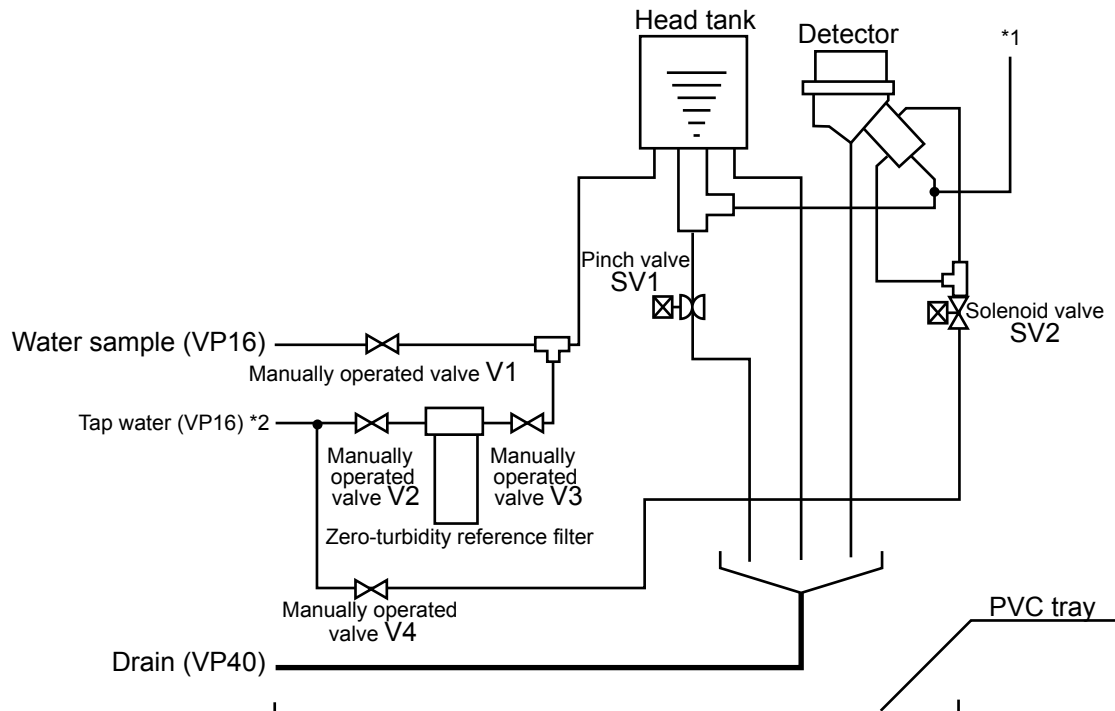 Head tank
Detector
*1
Pinch valve
SV1
Solenoid valve
SV2
Water sample (VP16)
Manually operated valve V1
Tap water (VP16) *2
Manually
operated
valve V2
Manually
operated
valve V3
Zero-turbidity reference filter
Manually operated
valve V4
PVC tray
Drain (VP40)